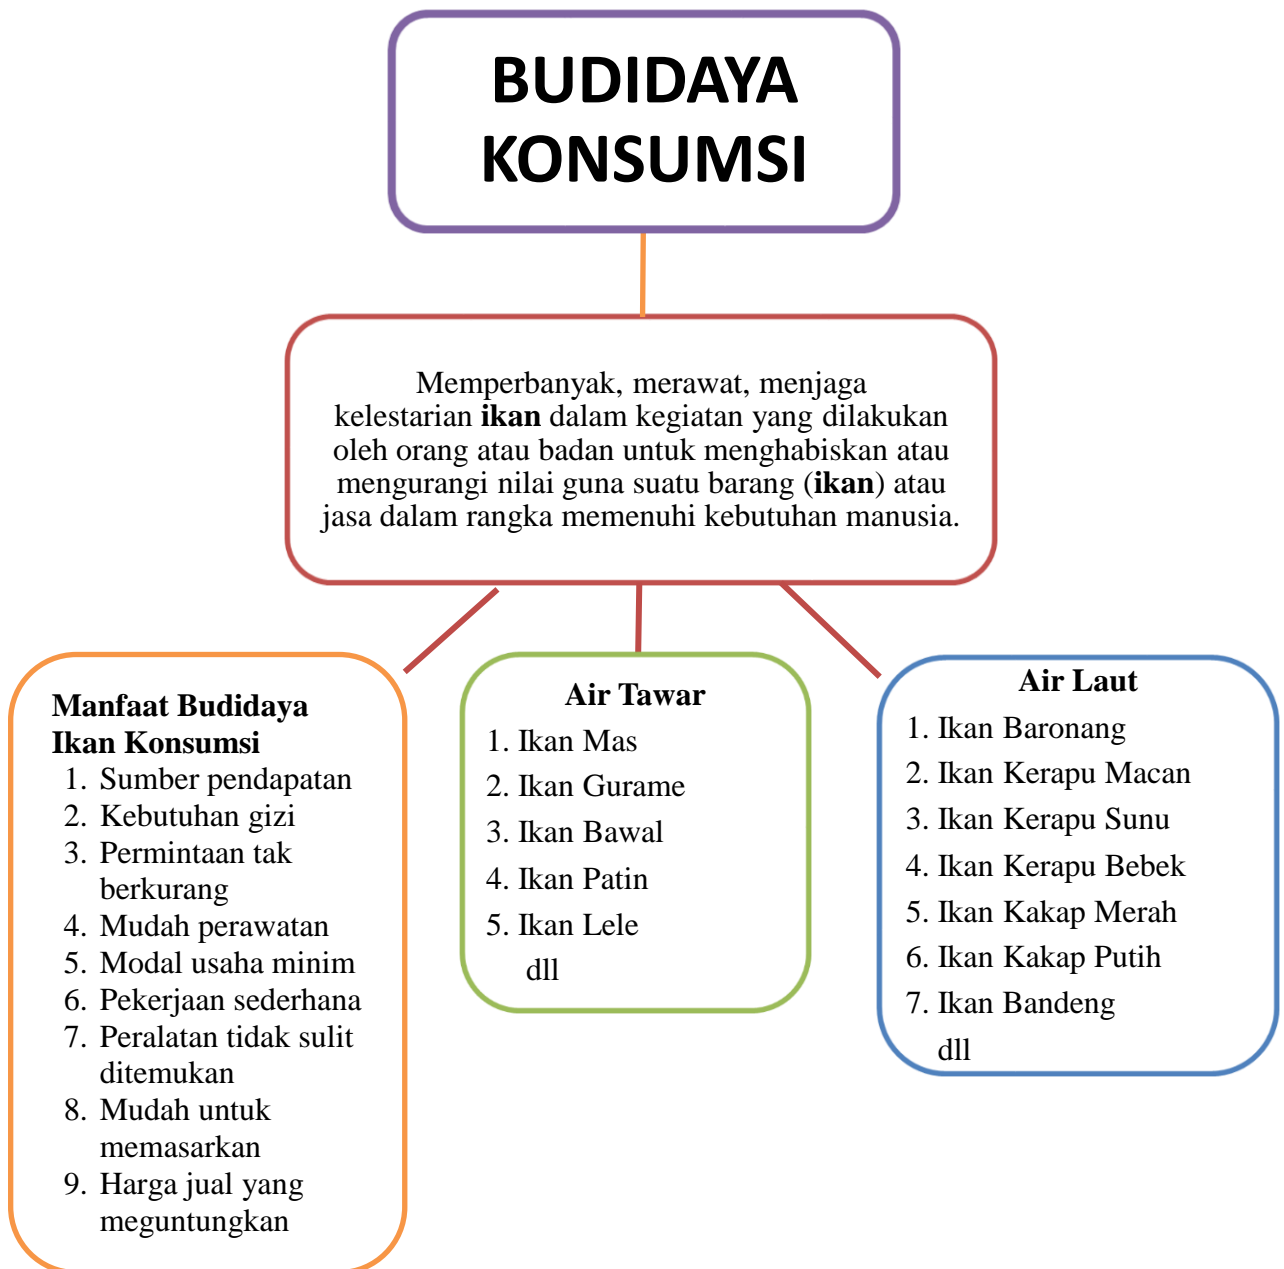 BUDIDAYA
KONSUMSI
Memperbanyak, merawat, menjaga
kelestarian ikan dalam kegiatan yang dilakukan
oleh orang atau badan untuk menghabiskan atau
mengurangi nilai guna suatu barang (ikan) atau
jasa dalam rangka memenuhi kebutuhan manusia.
Manfaat Budidaya
Ikan Konsumsi
1. Sumber pendapatan
2. Kebutuhan gizi
3. Permintaan tak
berkurang
4. Mudah perawatan
5. Modal usaha minim
6. Pekerjaan sederhana
7. Peralatan tidak sulit
ditemukan
8. Mudah untuk
memasarkan
9. Harga jual yang
meguntungkan
Air Tawar
1. Ikan Mas
2. Ikan Gurame
3. Ikan Bawal
4. Ikan Patin
5. Ikan Lele
dll
Air Laut
1. Ikan Baronang
2. Ikan Kerapu Macan
3. Ikan Kerapu Sunu
4. Ikan Kerapu Bebek
5. Ikan Kakap Merah
6. Ikan Kakap Putih
7. Ikan Bandeng
dll